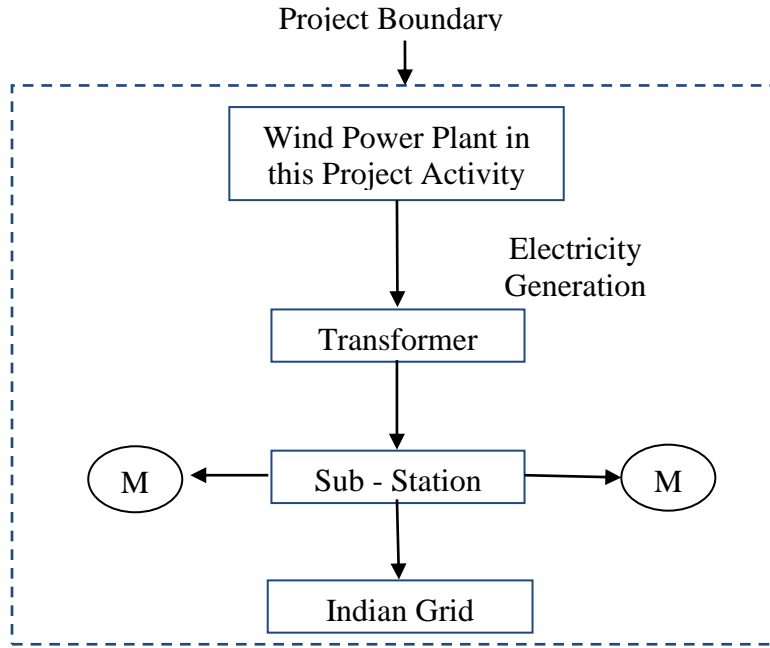 Project Boundary
Wind Power Plant in
this Project Activity
Electricity
Generation
Transformer
M
Sub - Station
M
Indian Grid